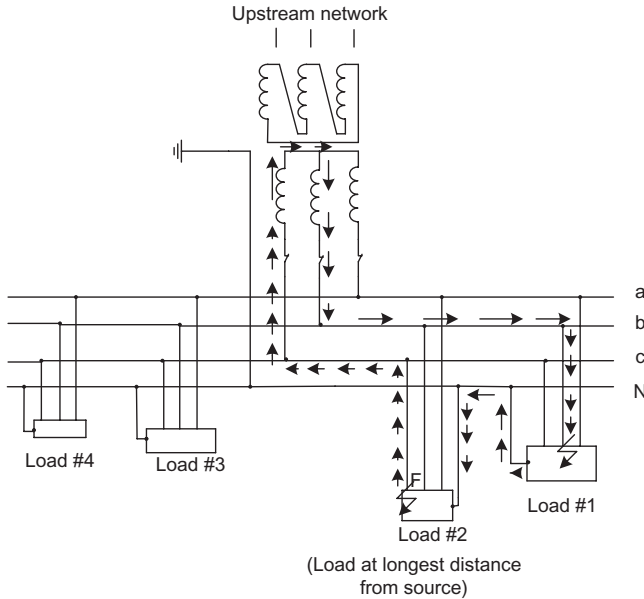 Upstream network
a
b
c
N
F
Load #4
Load #3
Load #1
Load #2
(Load at longest distance
from source)